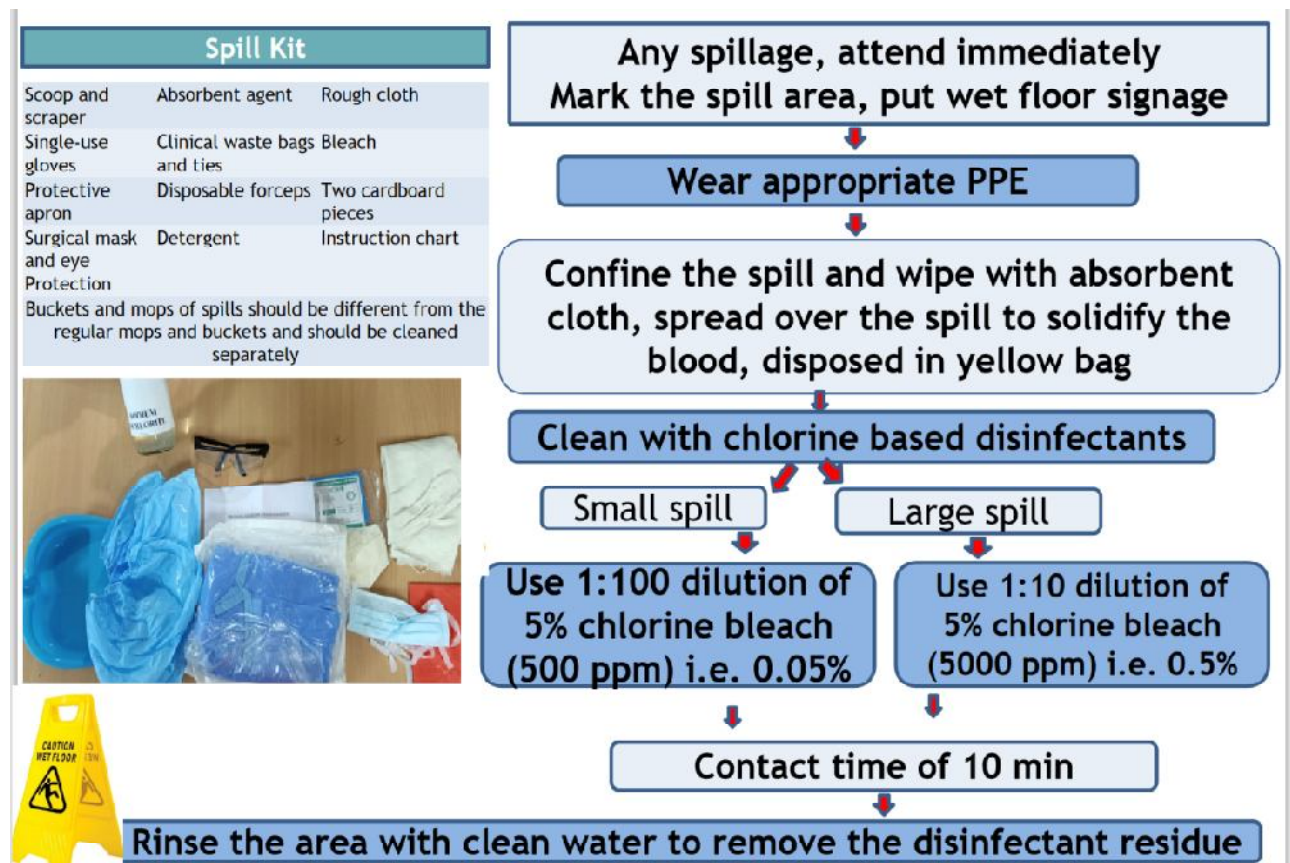 Spill Kit
Scoop and scraper Absorbent agent Rough cloth
Single-use gloves Clinical waste bags and ties Bleach
Protective apron Disposable forceps Two cardboard pieces
Surgical mask and eye Protection Detergent Instruction chart
Buckets and mops of spills should be different from the
regular mops and buckets and should be cleaned
separately
CAUTION
WET FLOOR
Any spillage, attend immediately
Mark the spill area, put wet floor signage
Wear appropriate PPE
Confine the spill and wipe with absorbent
cloth, spread over the spill to solidify the
blood, disposed in yellow bag
Clean with chlorine based disinfectants
Small spill
Large spill
Use 1:100 dilution of
5% chlorine bleach
(500 ppm) i.e. 0.05%
Use 1:10 dilution of
5% chlorine bleach
(5000 ppm) i.e. 0.5%
Contact time of 10 min
Rinse the area with clean water to remove the disinfectant residue